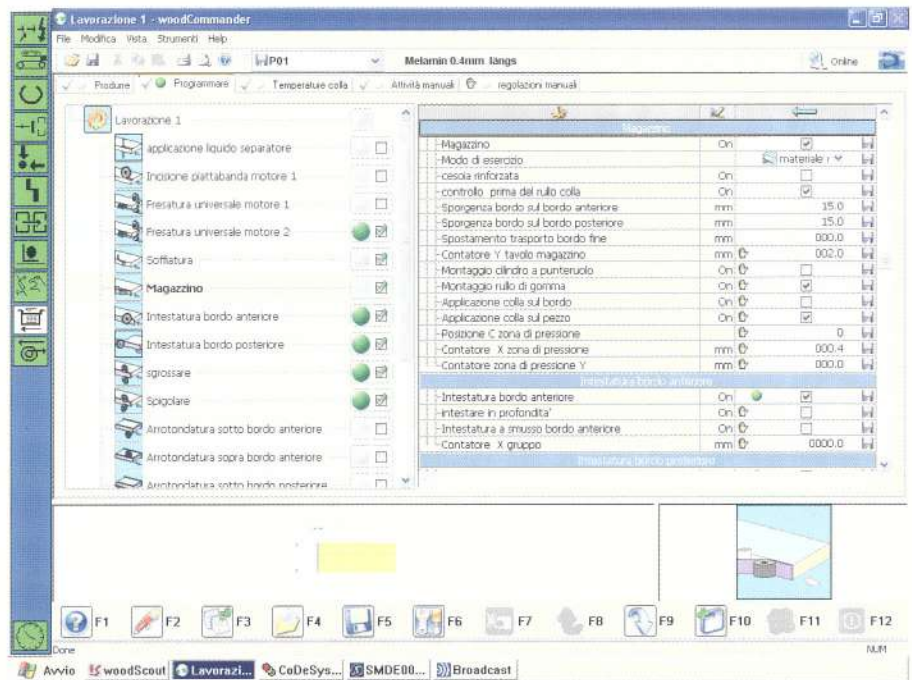 Lavorazione 1 - woodCommander
File Modifica Vista Strumenti Help
P01 Melamin 0.4mm längs Online
Produrre Programmare Temperature colla Attività manuali regolazioni manuali
Lavorazione 1
applicazione liquido separatore
Incisione piattabanda motore 1
Fresatura universale motore 1
Fresatura universale motore 2
Soffiatura
Magazzino
Intestatura bordo anteriore
Intestatura bordo posteriore
sgrossare
Spigolare
Arrotondatura sotto bordo anteriore
Arrotondatura sopra bordo anteriore
Arrotondatura sotto bordo posteriore
Magazzino
Magazzino On
Modo di esercizio materiale r
cesoia rinforzata On
controllo prima del rullo colla On
Sporgenza bordo sul bordo anteriore mm 15.0
Sporgenza bordo sul bordo posteriore mm 15.0
Spostamento trasporto bordo fine mm 000.0
Contatore Y tavolo magazzino mm 002.0
Montaggio cilindro a punteruolo On
Montaggio rullo di gomma On
Applicazione colla sul bordo On
Applicazione colla sul pezzo On
Posizione C zona di pressione 0
Contatore X zona di pressione mm 000.4
Contatore zona di pressione Y mm 000.0
Intestatura bordo anteriore
Intestatura bordo anteriore On
intestare in profondita' On
Intestatura a smusso bordo anteriore On
Contatore X gruppo mm 0000.0
Intestatura bordo posteriore
F1 F2 F3 F4 F5 F6 F7 F8 F9 F10 F11 F12
Done NUM
Avvio woodScout Lavorazi... CoDeSys... SMDE00... Broadcast